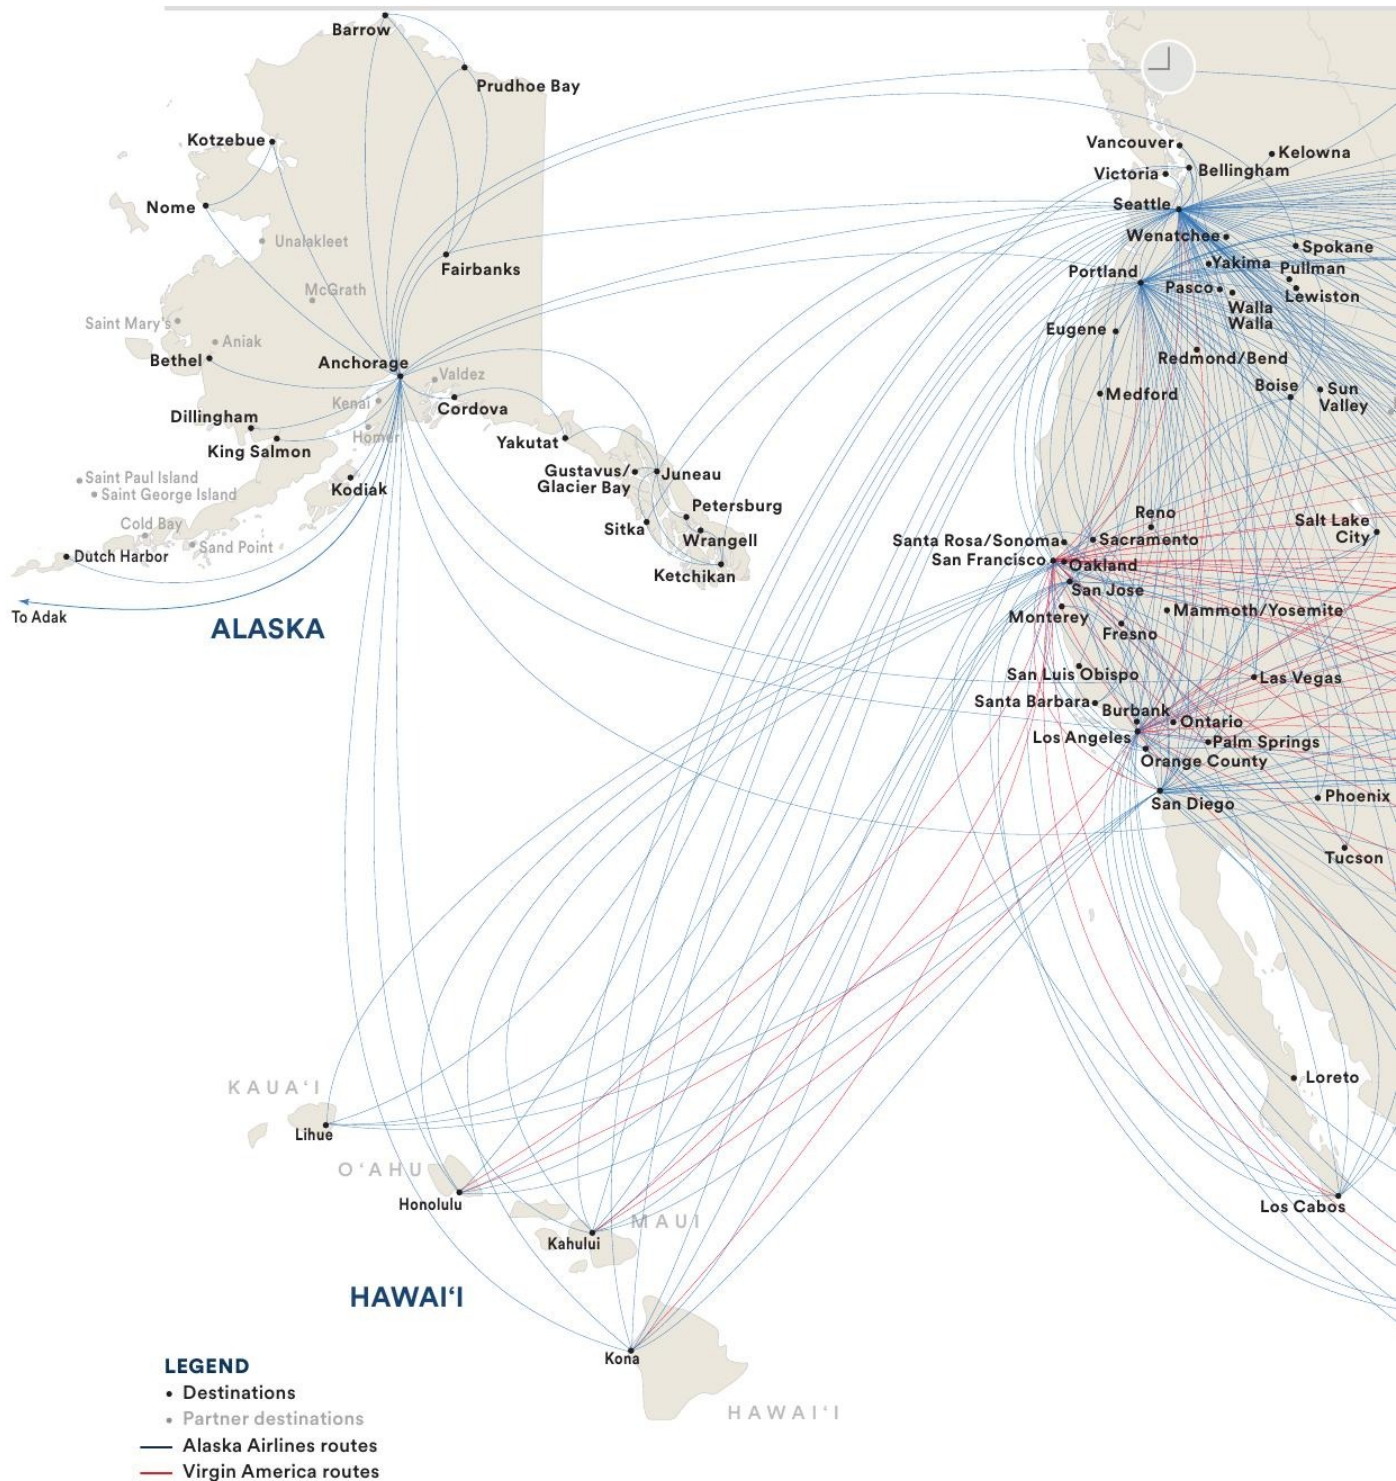 Barrow
Prudhoe Bay
Kotzebue
Nome
Unalakleet
Fairbanks
McGrath
Saint Mary's
Aniak
Bethel
Anchorage
Valdez
Kenai
Cordova
Dillingham
Homer
King Salmon
Yakutat
Saint Paul Island
Saint George Island
Kodiak
Gustavus/
Glacier Bay
Juneau
Petersburg
Cold Bay
Sitka
Wrangell
Sand Point
Dutch Harbor
Ketchikan
To Adak
ALASKA
Vancouver
Kelowna
Victoria
Bellingham
Seattle
Wenatchee
Spokane
Portland
Yakima
Pullman
Pasco
Lewiston
Walla
Walla
Eugene
Redmond/Bend
Boise
Sun
Valley
Medford
Reno
Salt Lake
City
Santa Rosa/Sonoma
Sacramento
San Francisco
Oakland
San Jose
Monterey
Mammoth/Yosemite
Fresno
San Luis Obispo
Las Vegas
Santa Barbara
Burbank
Ontario
Los Angeles
Palm Springs
Orange County
San Diego
Phoenix
Tucson
Loreto
Los Cabos
KAUA‘I
Lihue
O‘AHU
Honolulu
MAUI
Kahului
HAWAI‘I
Kona
HAWAI‘I
LEGEND
Destinations
Partner destinations
Alaska Airlines routes
Virgin America routes